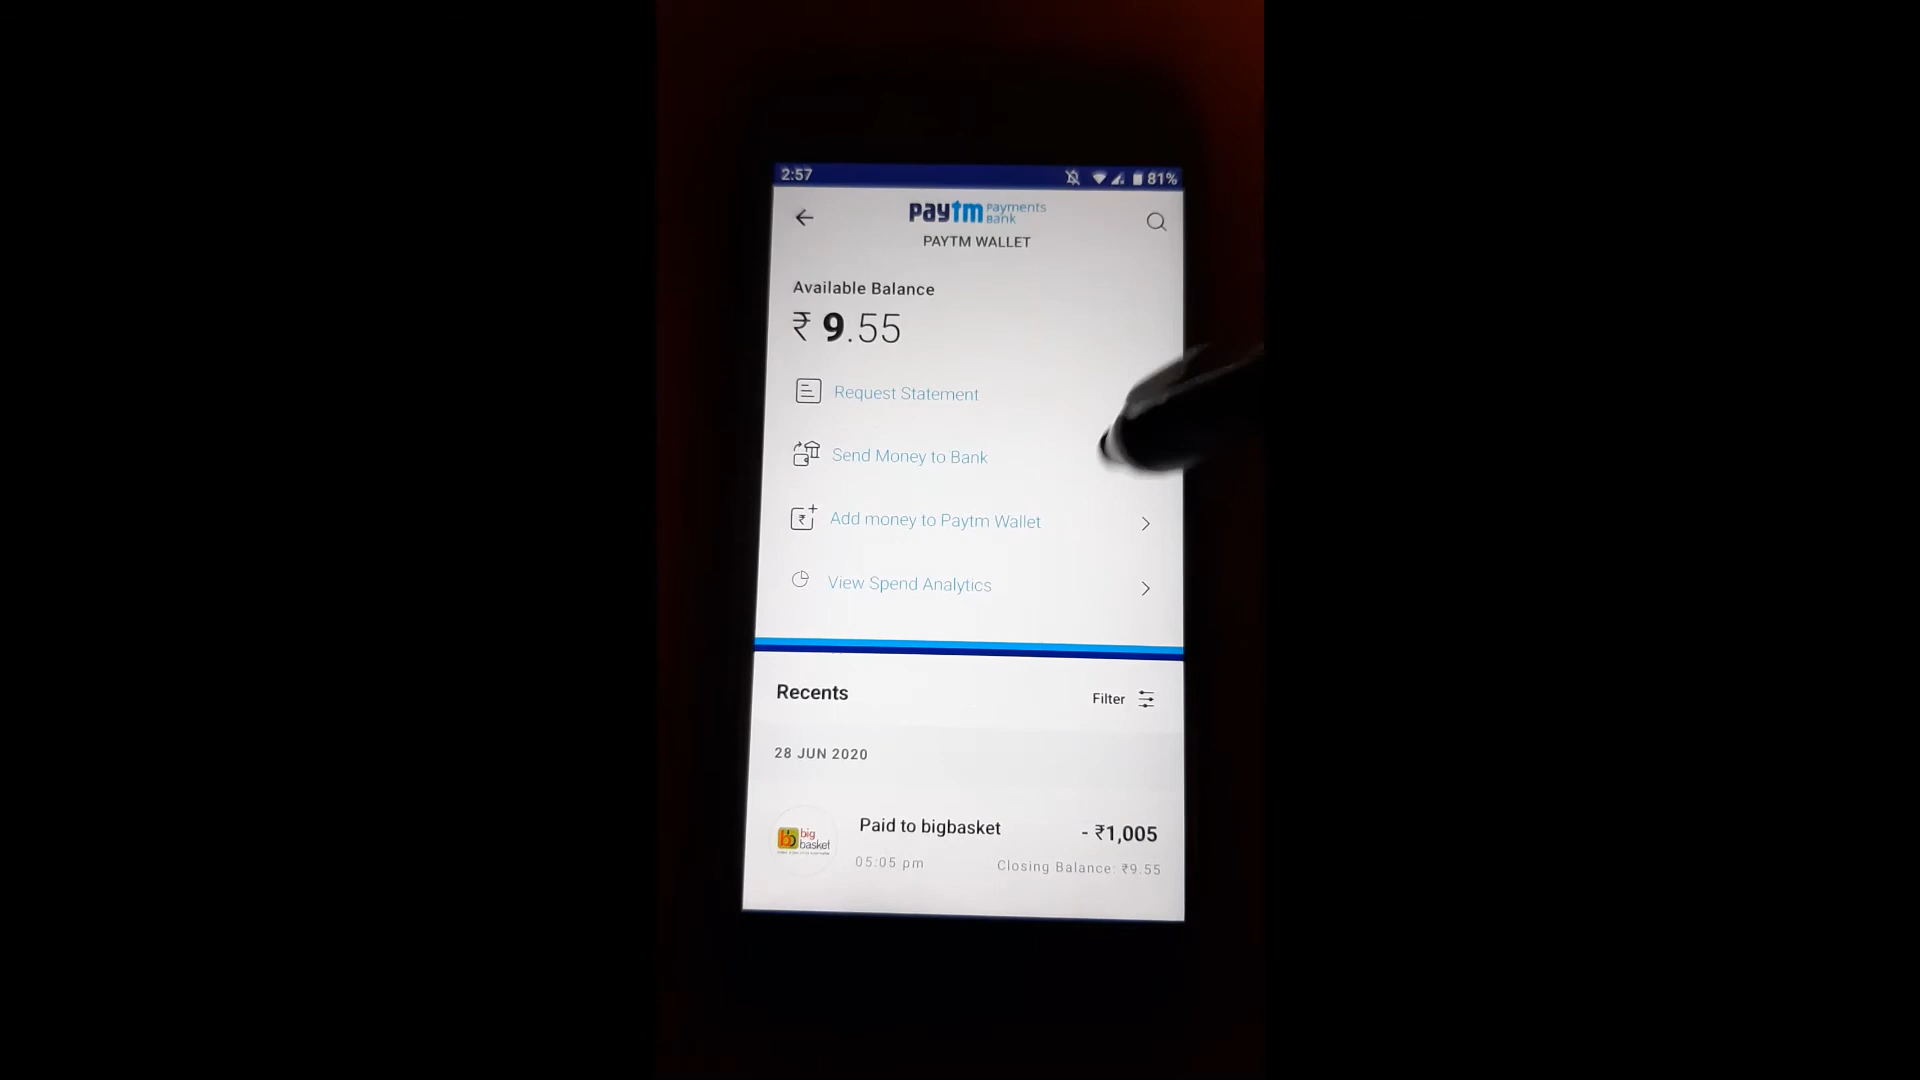 2:57
81%
paytm Payments Bank
PAYTM WALLET
Available Balance
₹ 9.55
Request Statement
Send Money to Bank
Add money to Paytm Wallet
View Spend Analytics
Recents
Filter
28 JUN 2020
big basket
Paid to bigbasket
- ₹1,005
05:05 pm
Closing Balance: ₹9.55